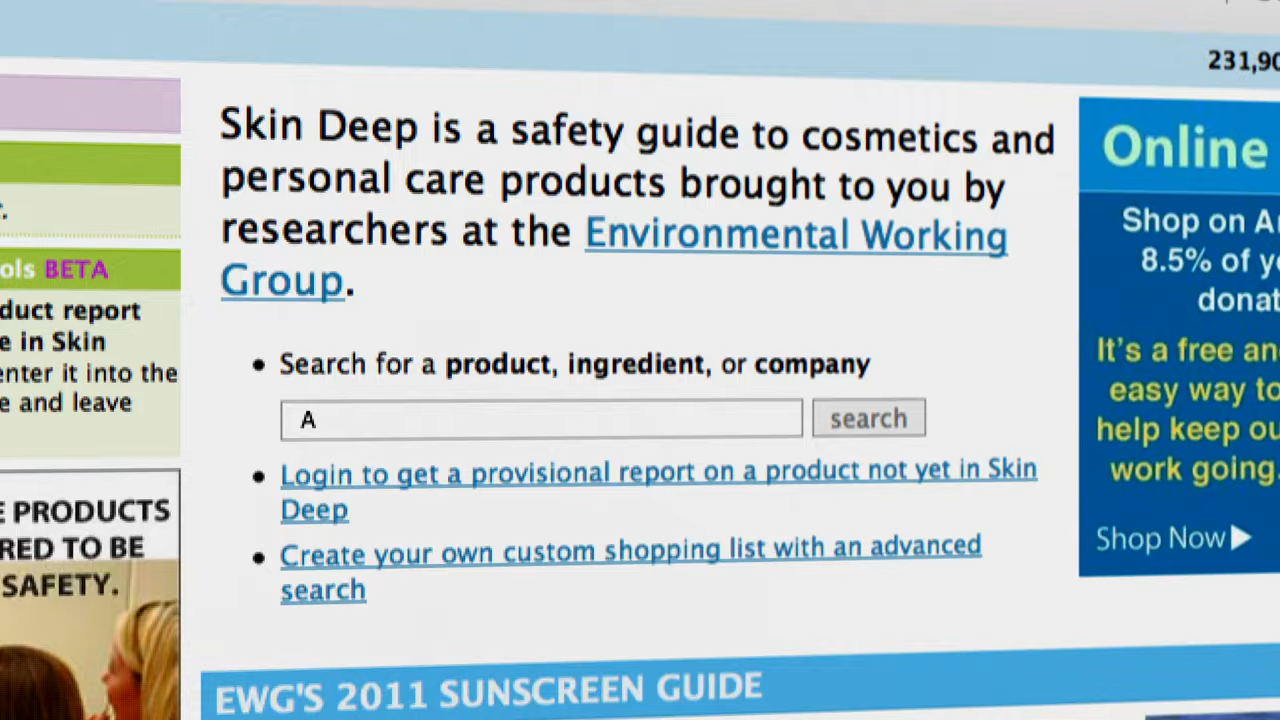 231,90
Skin Deep is a safety guide to cosmetics and
personal care products brought to you by
researchers at the Environmental Working
Group.
Search for a product, ingredient, or company
A
search
Login to get a provisional report on a product not yet in Skin
Deep
Create your own custom shopping list with an advanced
search
EWG'S 2011 SUNSCREEN GUIDE
ols BETA
duct report
e in Skin
enter it into the
e and leave
E PRODUCTS
RED TO BE
SAFETY.
Online
Shop on A
8.5% of yo
donat
It's a free an
easy way to
help keep ou
work going.
Shop Now